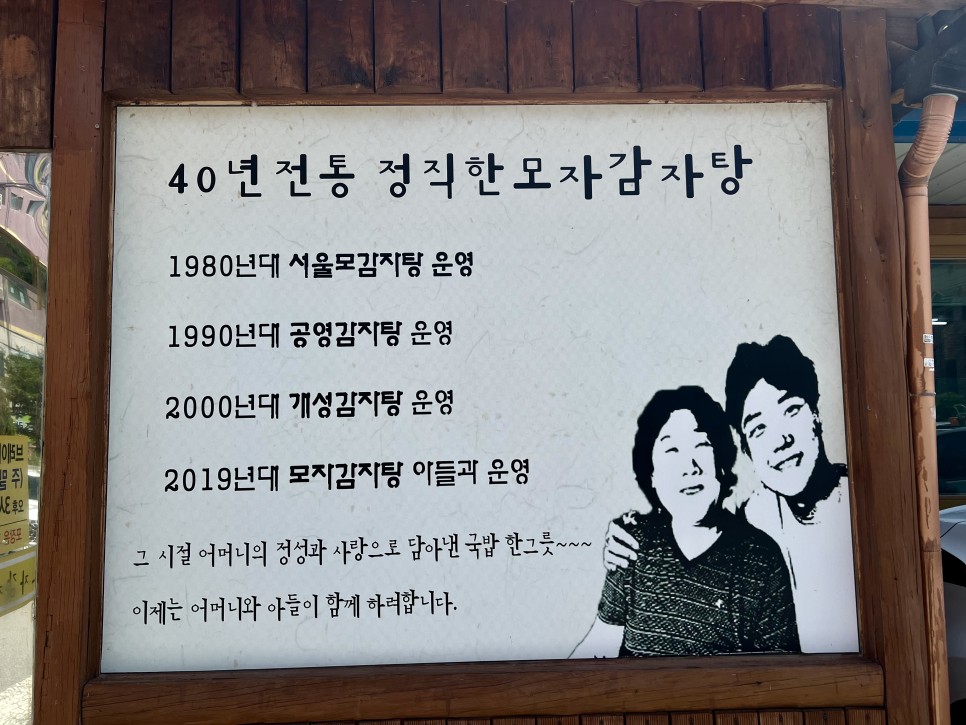 40년전통 정직한모자감자탕
1980년대 서울모감자탕 운영
1990년대 공영감자탕 운영
2000년대 개성감자탕 운영
2019년대 모자감자탕 아들과 운영
그 시절 어머니의 정성과 사랑으로 담아낸 국밥 한그릇~~~
이제는 어머니와 아들이 함께 하려합니다.